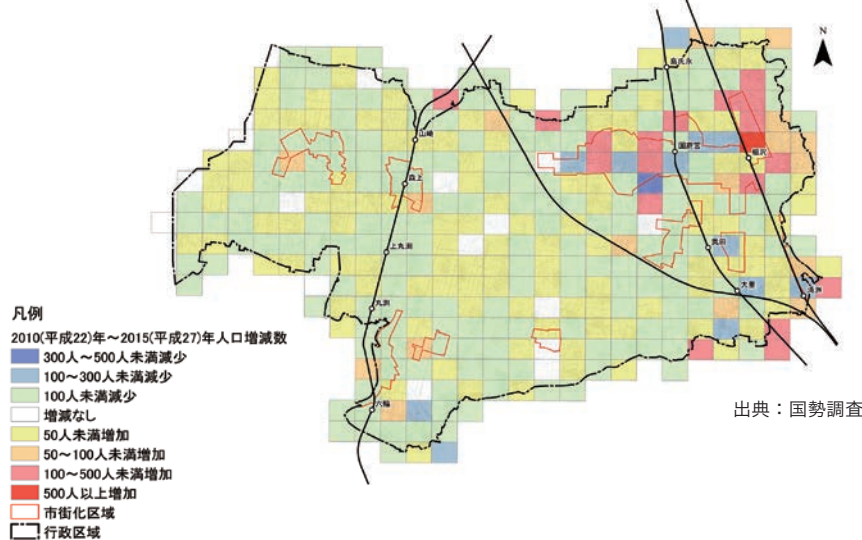 N
島氏永
山崎
国府宮
稲沢
森上
上丸渕
奥田
大里
清洲
丸渕
六輪
凡例
2010(平成22)年～2015(平成27)年人口増減数
300人～500人未満減少
100～300人未満減少
100人未満減少
増減なし
50人未満増加
50～100人未満増加
100～500人未満増加
500人以上増加
市街化区域
行政区域
出典：国勢調査